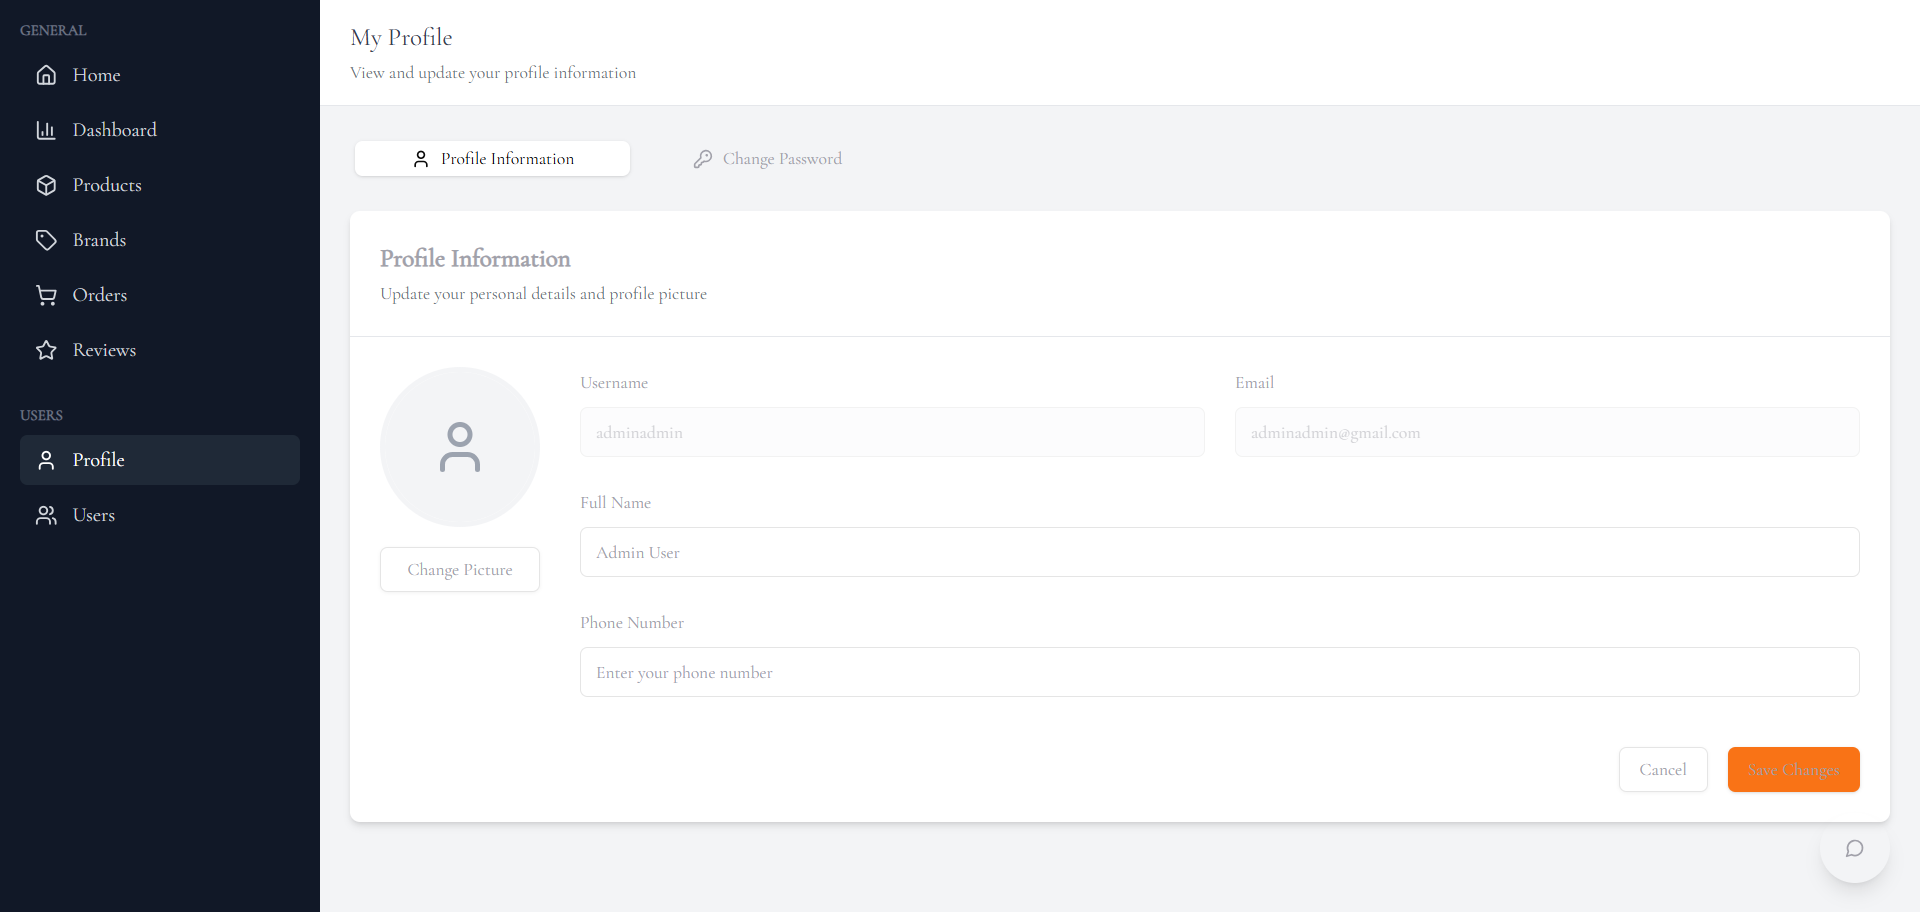 GENERAL
Home
Dashboard
Products
Brands
Orders
Reviews
USERS
Profile
Users
My Profile
View and update your profile information
Profile Information
Change Password
Profile Information
Update your personal details and profile picture
Change Picture
Username
Email
adminadmin
adminadmin@gmail.com
Full Name
Admin User
Phone Number
Enter your phone number
Cancel
Save Changes